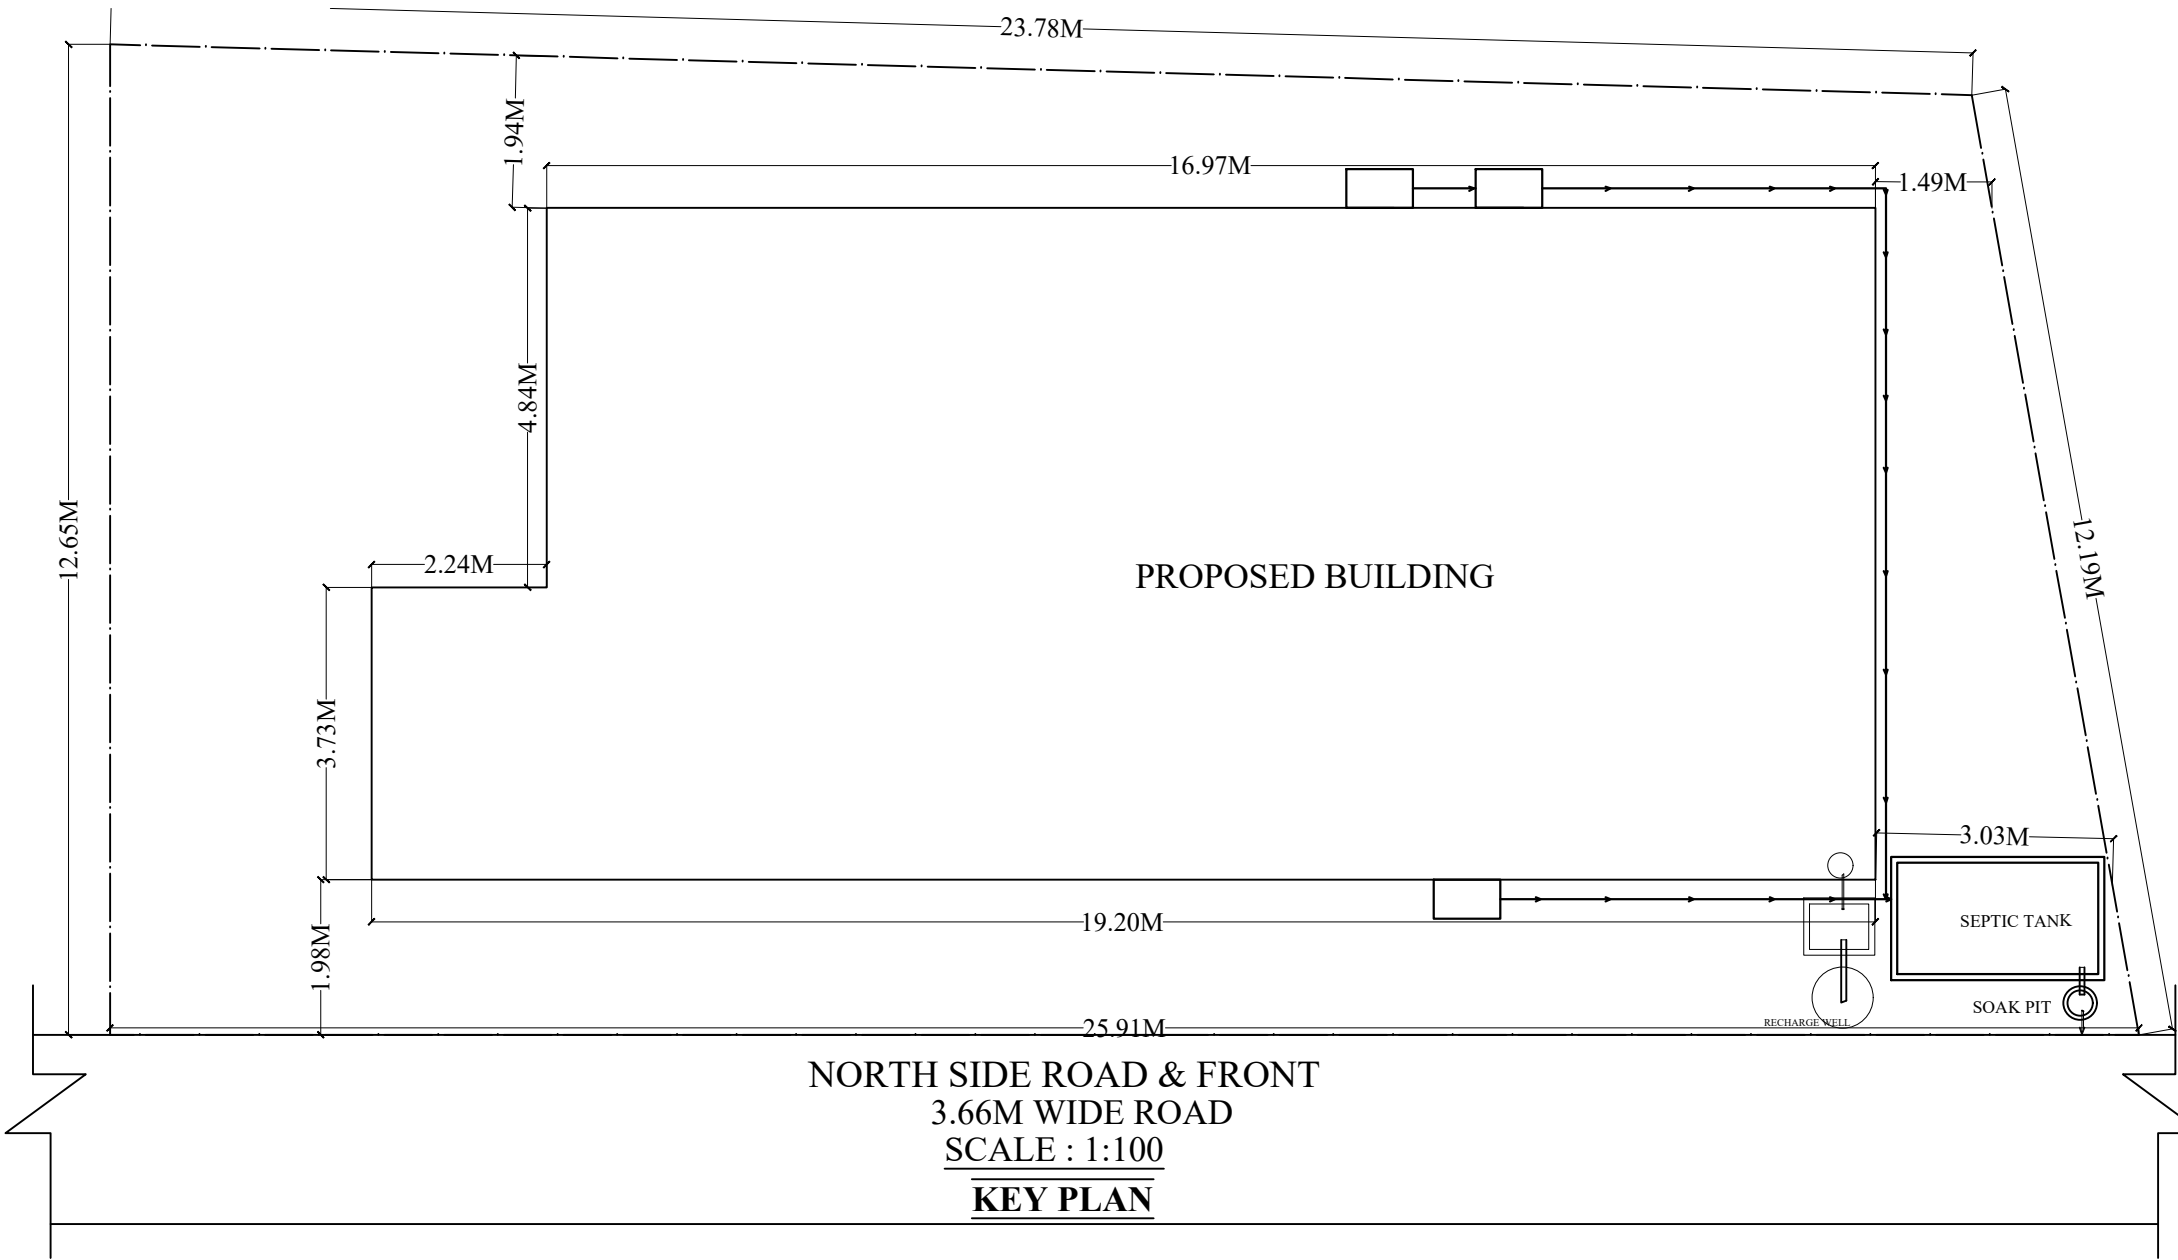 23.78M
1.94M
16.97M
1.49M
4.84M
12.65M
2.24M
PROPOSED BUILDING
12.19M
3.73M
3.03M
19.20M
SEPTIC TANK
1.98M
SOAK PIT
RECHARGE WELL
25.91M
NORTH SIDE ROAD & FRONT
3.66M WIDE ROAD
SCALE : 1:100
KEY PLAN